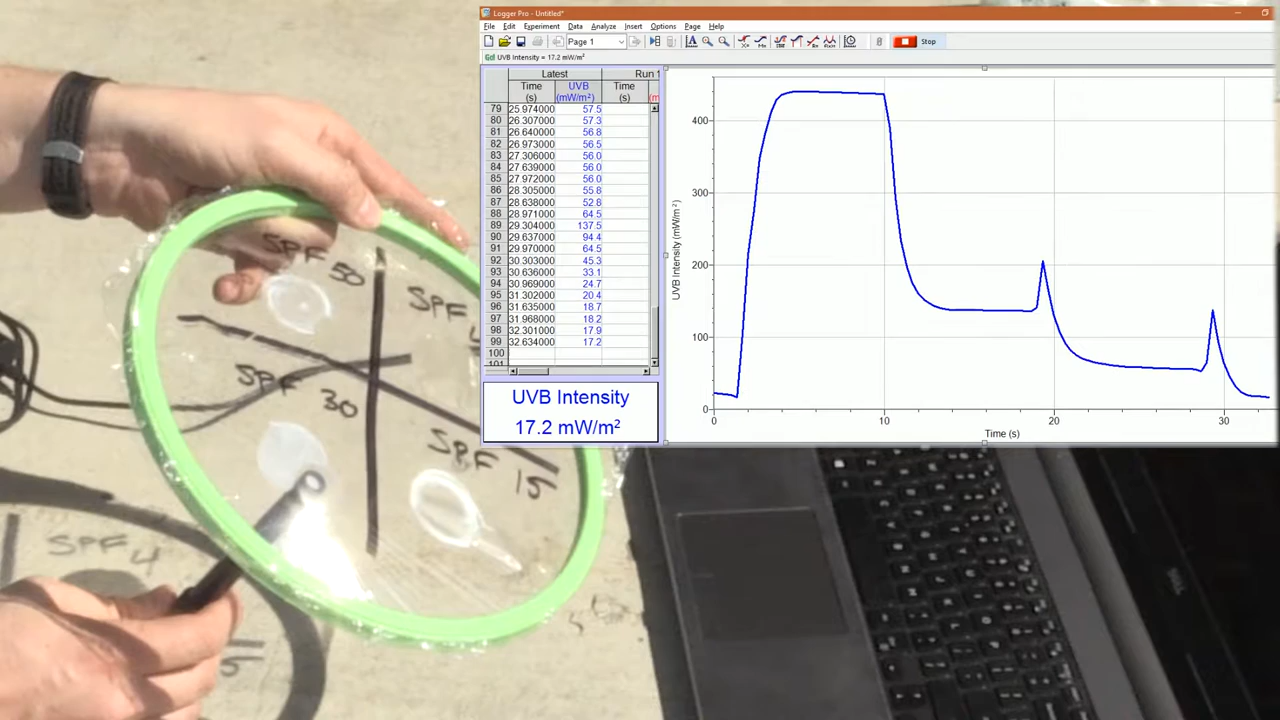 Logger Pro - Untitled*
File Edit Experiment Data Analyze Insert Options Page Help
Page 1
Stop
UVB Intensity = 17.2 mW/m²
Latest Run 1
Time (s) UVB (mW/m²) Time (s)
79 25.974000 57.5
80 26.307000 57.3
81 26.640000 56.8
82 26.973000 56.5
83 27.306000 56.0
84 27.639000 56.0
85 27.972000 56.0
86 28.305000 55.8
87 28.638000 52.8
88 28.971000 64.5
89 29.304000 137.5
90 29.637000 94.4
91 29.970000 64.5
92 30.303000 45.3
93 30.636000 33.1
94 30.969000 24.7
95 31.302000 20.4
96 31.635000 18.7
97 31.968000 18.2
98 32.301000 17.9
99 32.634000 17.2
100
101
UVB Intensity
17.2 mW/m²
UVB Intensity (mW/m²)
400
300
200
100
0
0 10 20 30
Time (s)
SPF 50
SPF
SPF 30
SPF 15
SPF 4
DELL